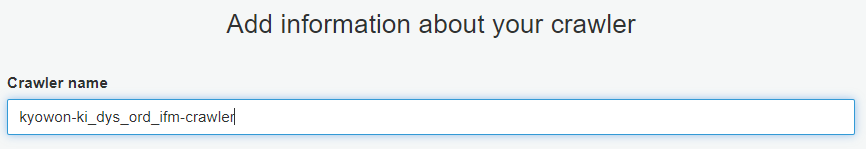 Add information about your crawler
Crawler name
kyowon-ki_dys_ord_ifm-crawler